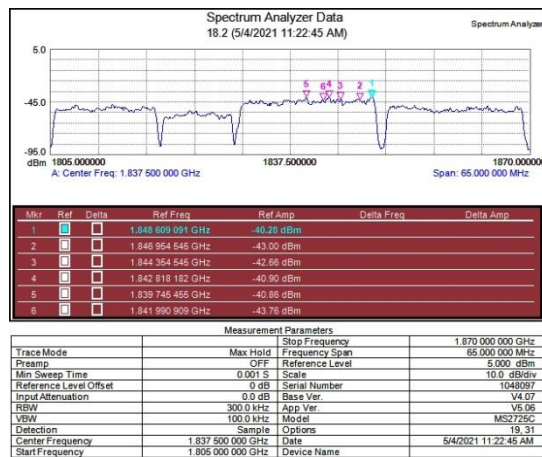 Spectrum Analyzer Data
Spectrum Analyzer
18.2 (5/4/2021 11:22:45 AM)
5.0
5 6 4 3 2 1
-45.0
-95.0
dBm 1805.000000 1837.500000 1870.000000
A: Center Freq: 1.837 500 000 GHz Span: 65.000 000 MHz
Mkr Ref Delta Ref Freq Ref Amp Delta Freq Delta Amp
1 1.848 609 091 GHz -40.28 dBm
2 1.846 954 545 GHz -43.00 dBm
3 1.844 354 545 GHz -42.66 dBm
4 1.842 818 182 GHz -40.90 dBm
5 1.839 745 455 GHz -40.86 dBm
6 1.841 990 909 GHz -43.76 dBm
Measurement Parameters
Stop Frequency 1.870 000 000 GHz
Trace Mode Max Hold Frequency Span 65.000 000 MHz
Preamp OFF Reference Level 5.000 dBm
Min Sweep Time 0.001 S Scale 10.0 dB/div
Reference Level Offset 0 dB Serial Number 1048097
Input Attenuation 0.0 dB Base Ver. V4.07
RBW 300.0 kHz App Ver. V5.06
VBW 100.0 kHz Model MS2725C
Detection Sample Options 19, 31
Center Frequency 1.837 500 000 GHz Date 5/4/2021 11:22:45 AM
Start Frequency 1.805 000 000 GHz Device Name